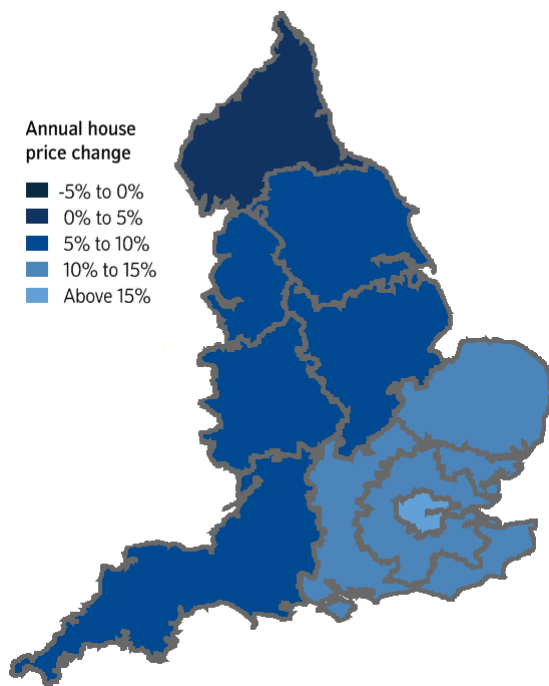 Annual house
price change
-5% to 0%
0% to 5%
5% to 10%
10% to 15%
Above 15%